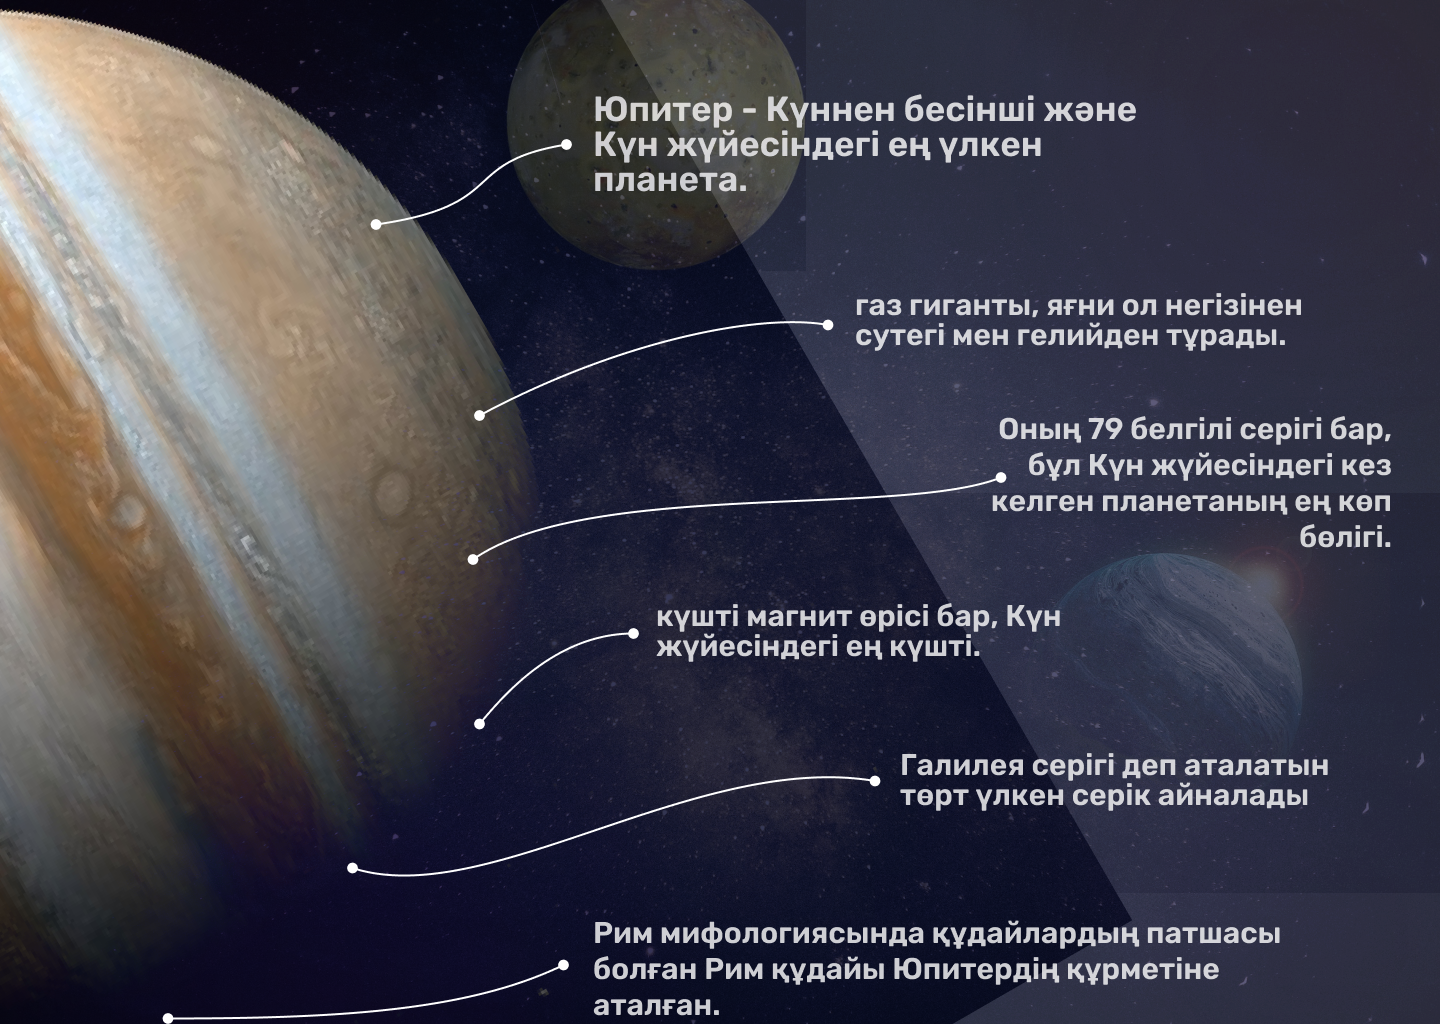 Юпитер - Күннен бесінші және
Күн жүйесіндегі ең үлкен
планета.
газ гиганты, яғни ол негізінен
сутегі мен гелийден тұрады.
Оның 79 белгілі серігі бар,
бұл Күн жүйесіндегі кез
келген планетаның ең көп
бөлігі.
күшті магнит өрісі бар, Күн
жүйесіндегі ең күшті.
Галилея серігі деп аталатын
төрт үлкен серік айналады
Рим мифологиясында құдайлардың патшасы
болған Рим құдайы Юпитердің құрметіне
аталған.